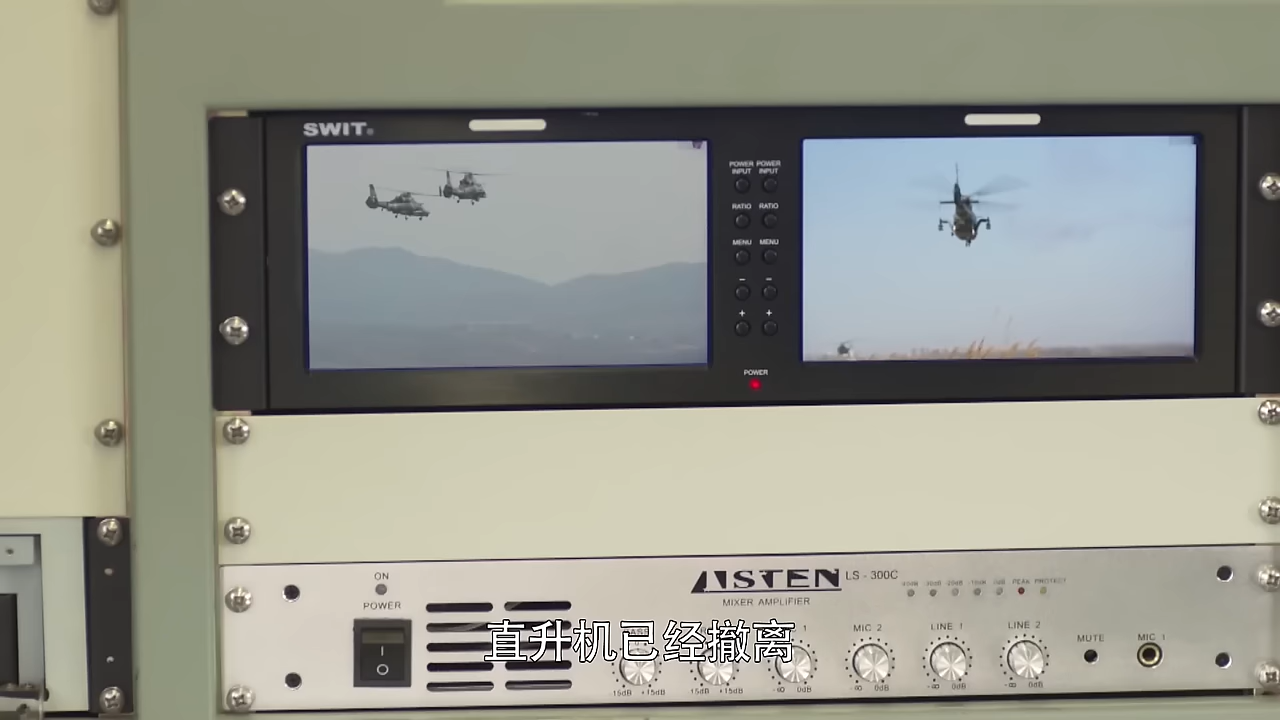 SWIT
POWER INPUT POWER INPUT
RATIO RATIO
MENU MENU
- -
+ +
POWER
ON
POWER
LISTEN LS - 300C
MIXER AMPLIFIER
PEAK PROTECT
MIC 2 LINE 1 LINE 2 MUTE MIC 1
直升机已经撤离
-15dB +15dB -15dB +15dB -∞ 0dB -∞ 0dB -∞ 0dB -∞ 0dB